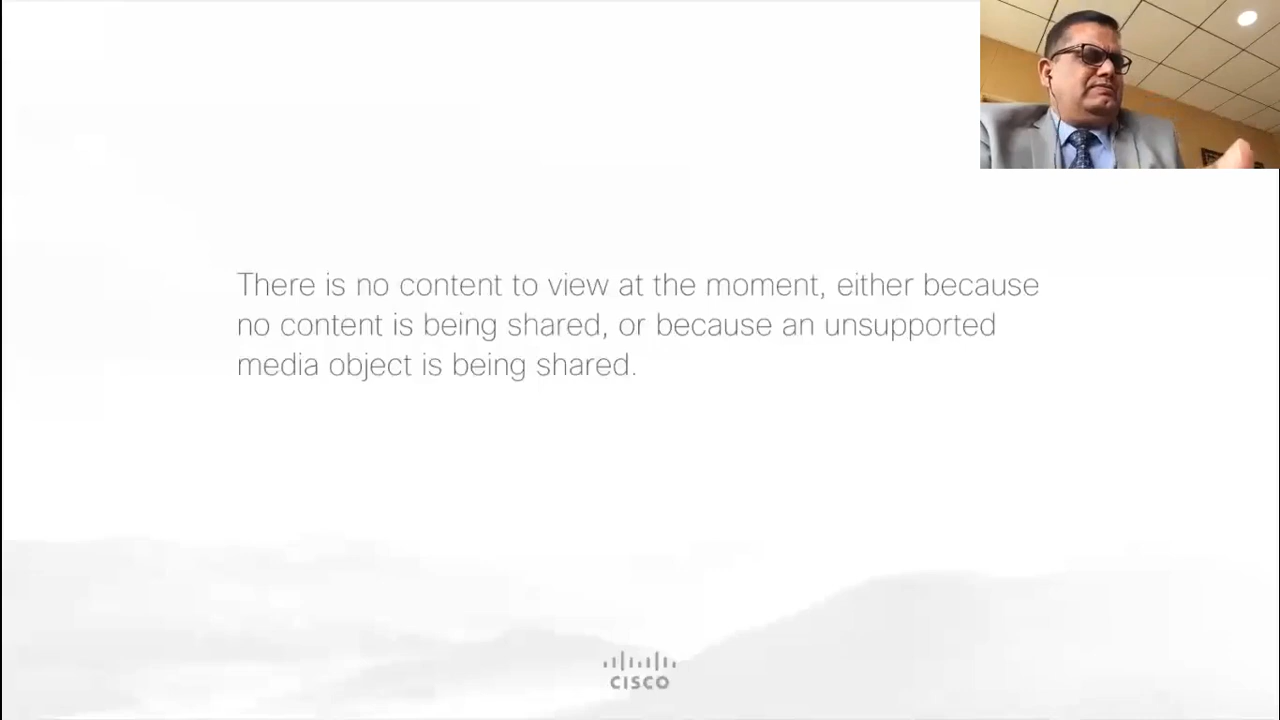 There is no content to view at the moment, either because
no content is being shared, or because an unsupported
media object is being shared.
CISCO